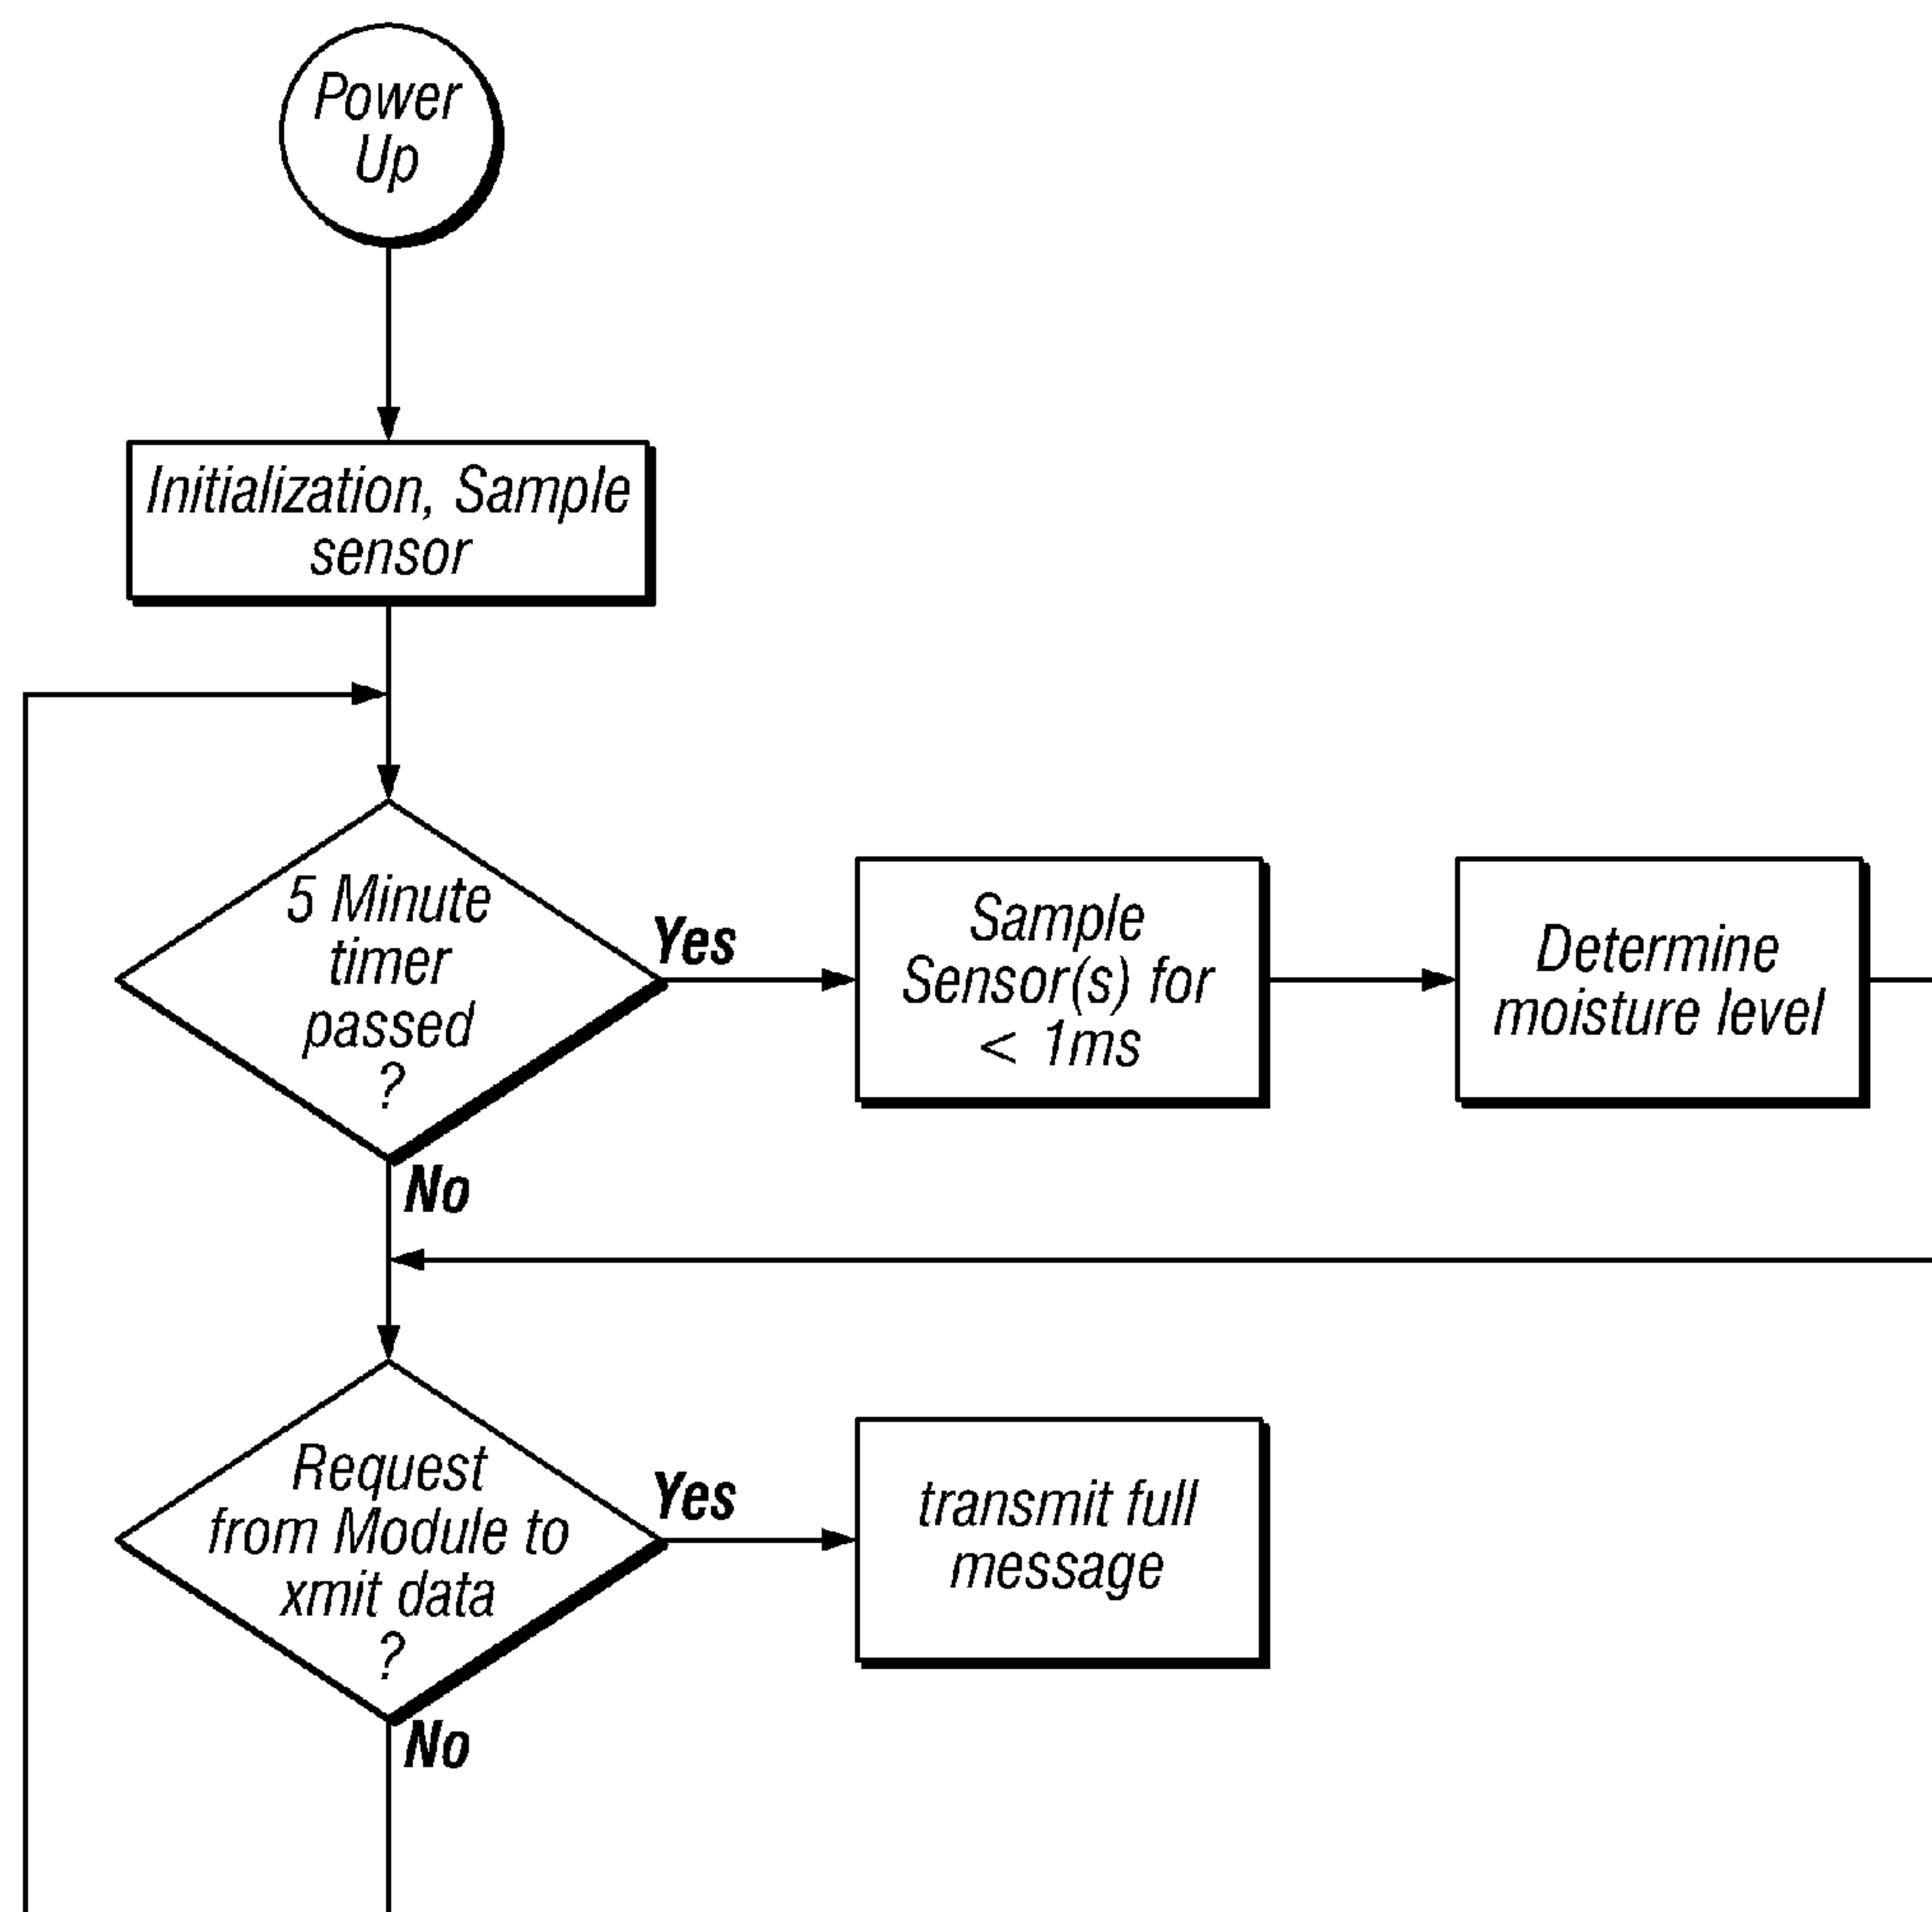 Power
Up
Initialization, Sample
sensor
5 Minute
timer
passed
?
Yes
Sample
Sensor(s) for
< 1ms
Determine
moisture level
No
Request
from Module to
xmit data
?
Yes
transmit full
message
No